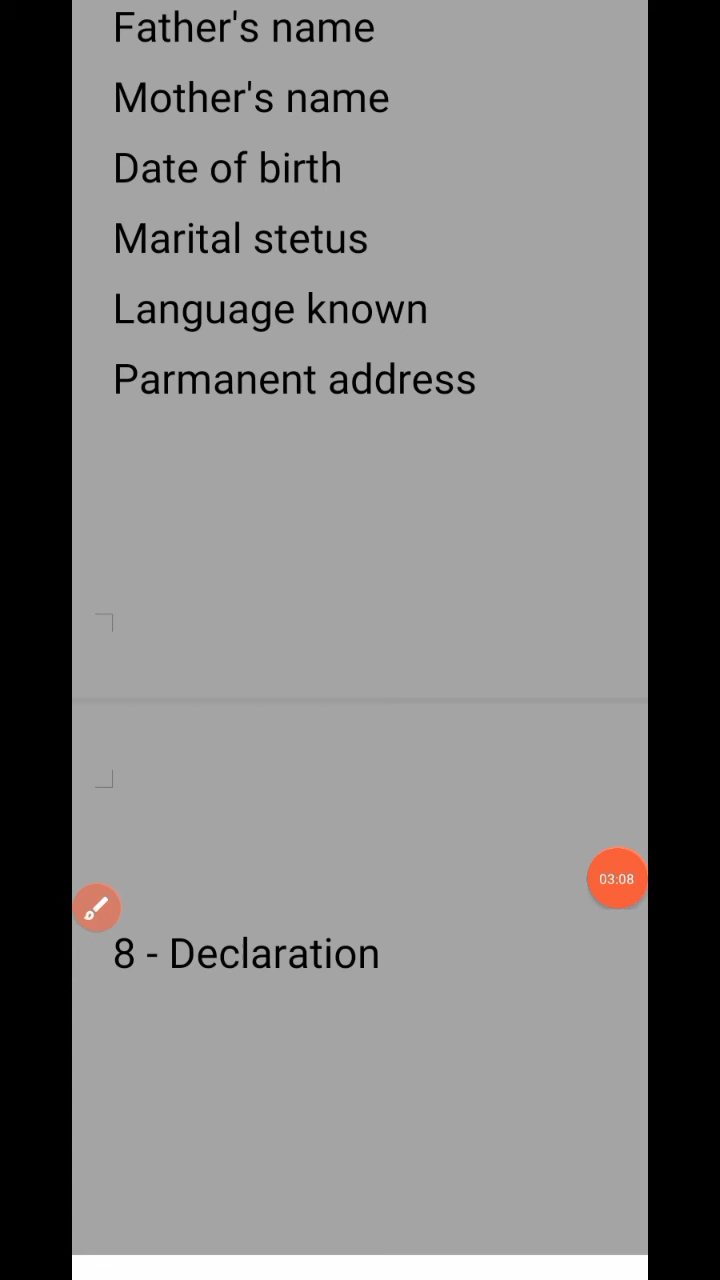 Father's name
Mother's name
Date of birth
Marital stetus
Language known
Parmanent address
03:08
8 - Declaration